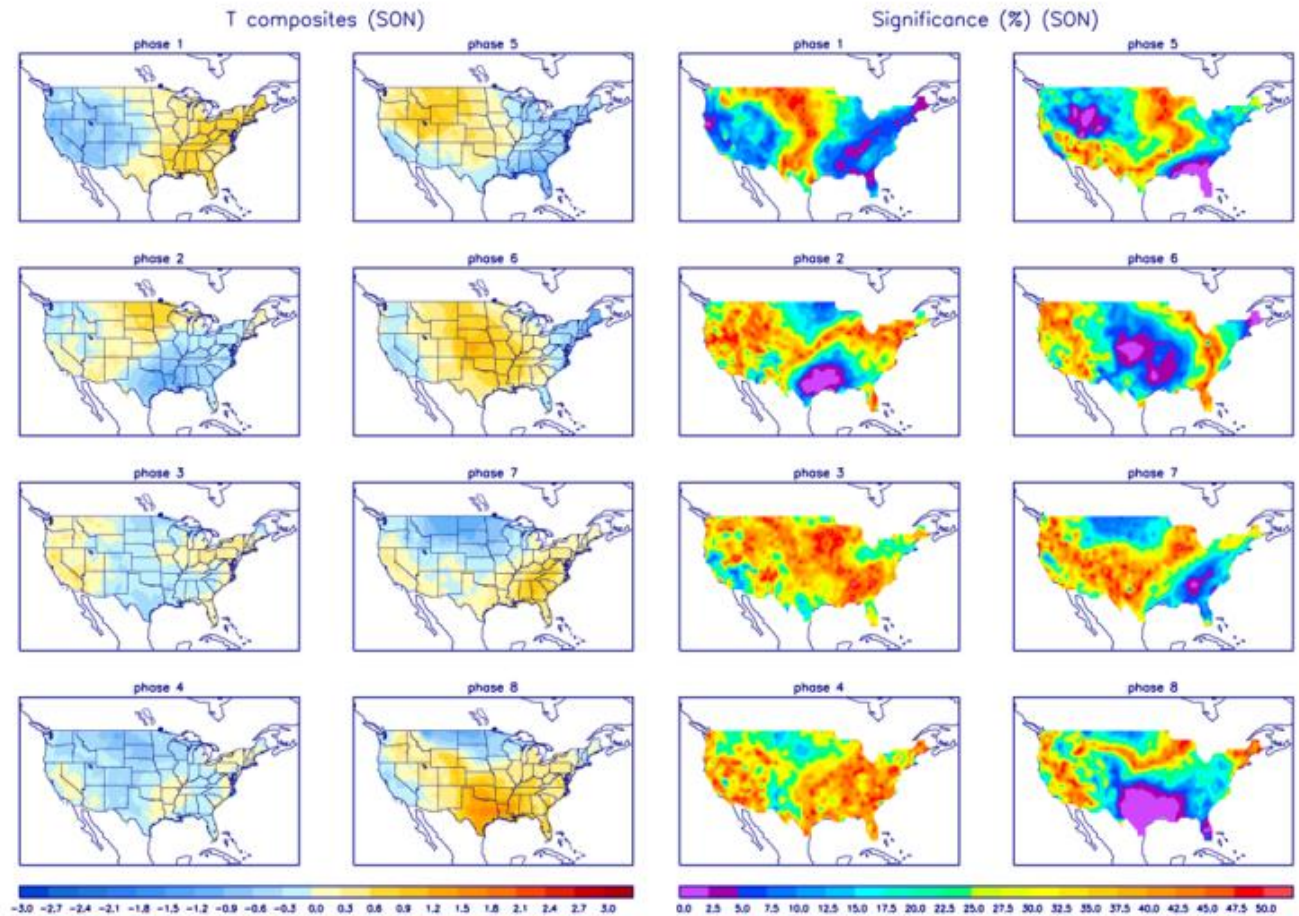 T composites (SON) Significance (%) (SON)
phase 1 phase 5 phase 1 phase 5
phase 2 phase 6 phase 2 phase 6
phase 3 phase 7 phase 3 phase 7
phase 4 phase 8 phase 4 phase 8
-3.0 -2.7 -2.4 -2.1 -1.8 -1.5 -1.2 -0.9 -0.6 -0.3 0.0 0.3 0.6 0.9 1.2 1.5 1.8 2.1 2.4 2.7 3.0 0.0 2.5 5.0 7.5 10.0 12.5 15.0 17.5 20.0 22.5 25.0 27.5 30.0 32.5 35.0 37.5 40.0 42.5 45.0 47.5 50.0